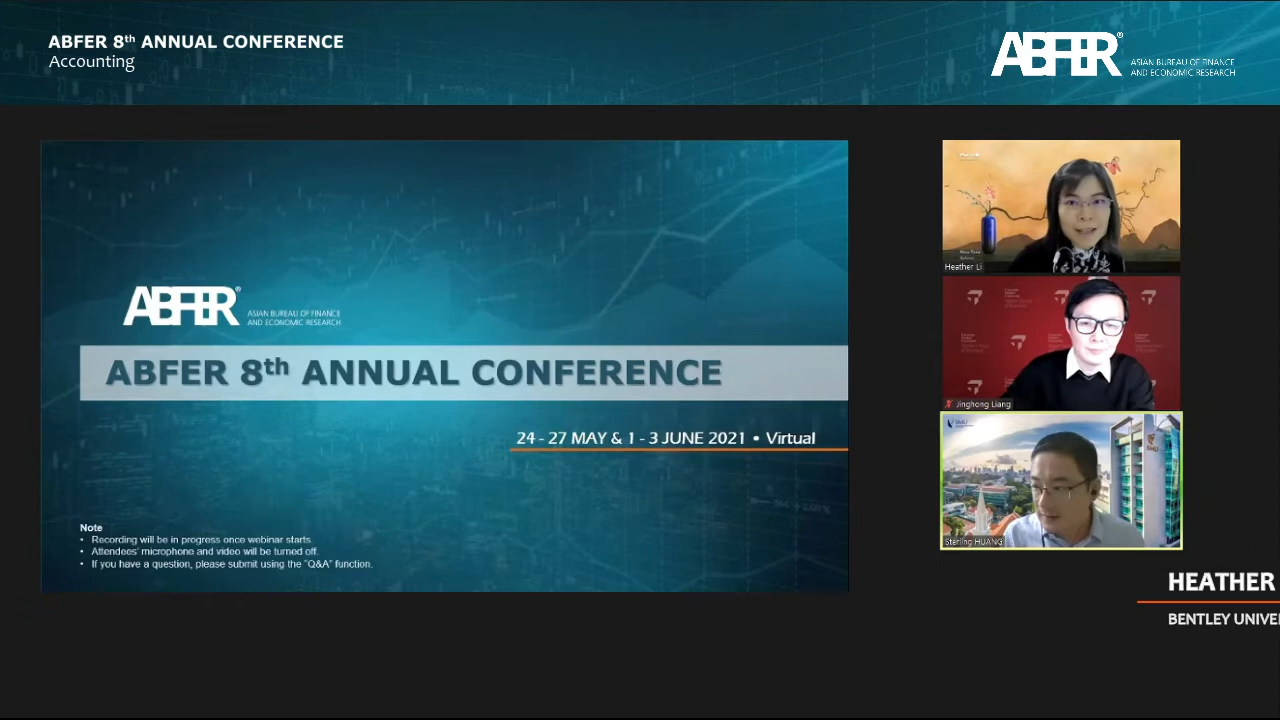 ABFER 8th ANNUAL CONFERENCE
Accounting
ABFER®
ASIAN BUREAU OF FINANCE
AND ECONOMIC RESEARCH
ABFER®
ASIAN BUREAU OF FINANCE
AND ECONOMIC RESEARCH
ABFER 8th ANNUAL CONFERENCE
24 - 27 MAY & 1 - 3 JUNE 2021 • Virtual
Note
• Recording will be in progress once webinar starts.
• Attendees' microphone and video will be turned off.
• If you have a question, please submit using the "Q&A" function.
Heather Li
Jinghong Liang
SMU
Sterling HUANG
HEATHER
BENTLEY UNIVE